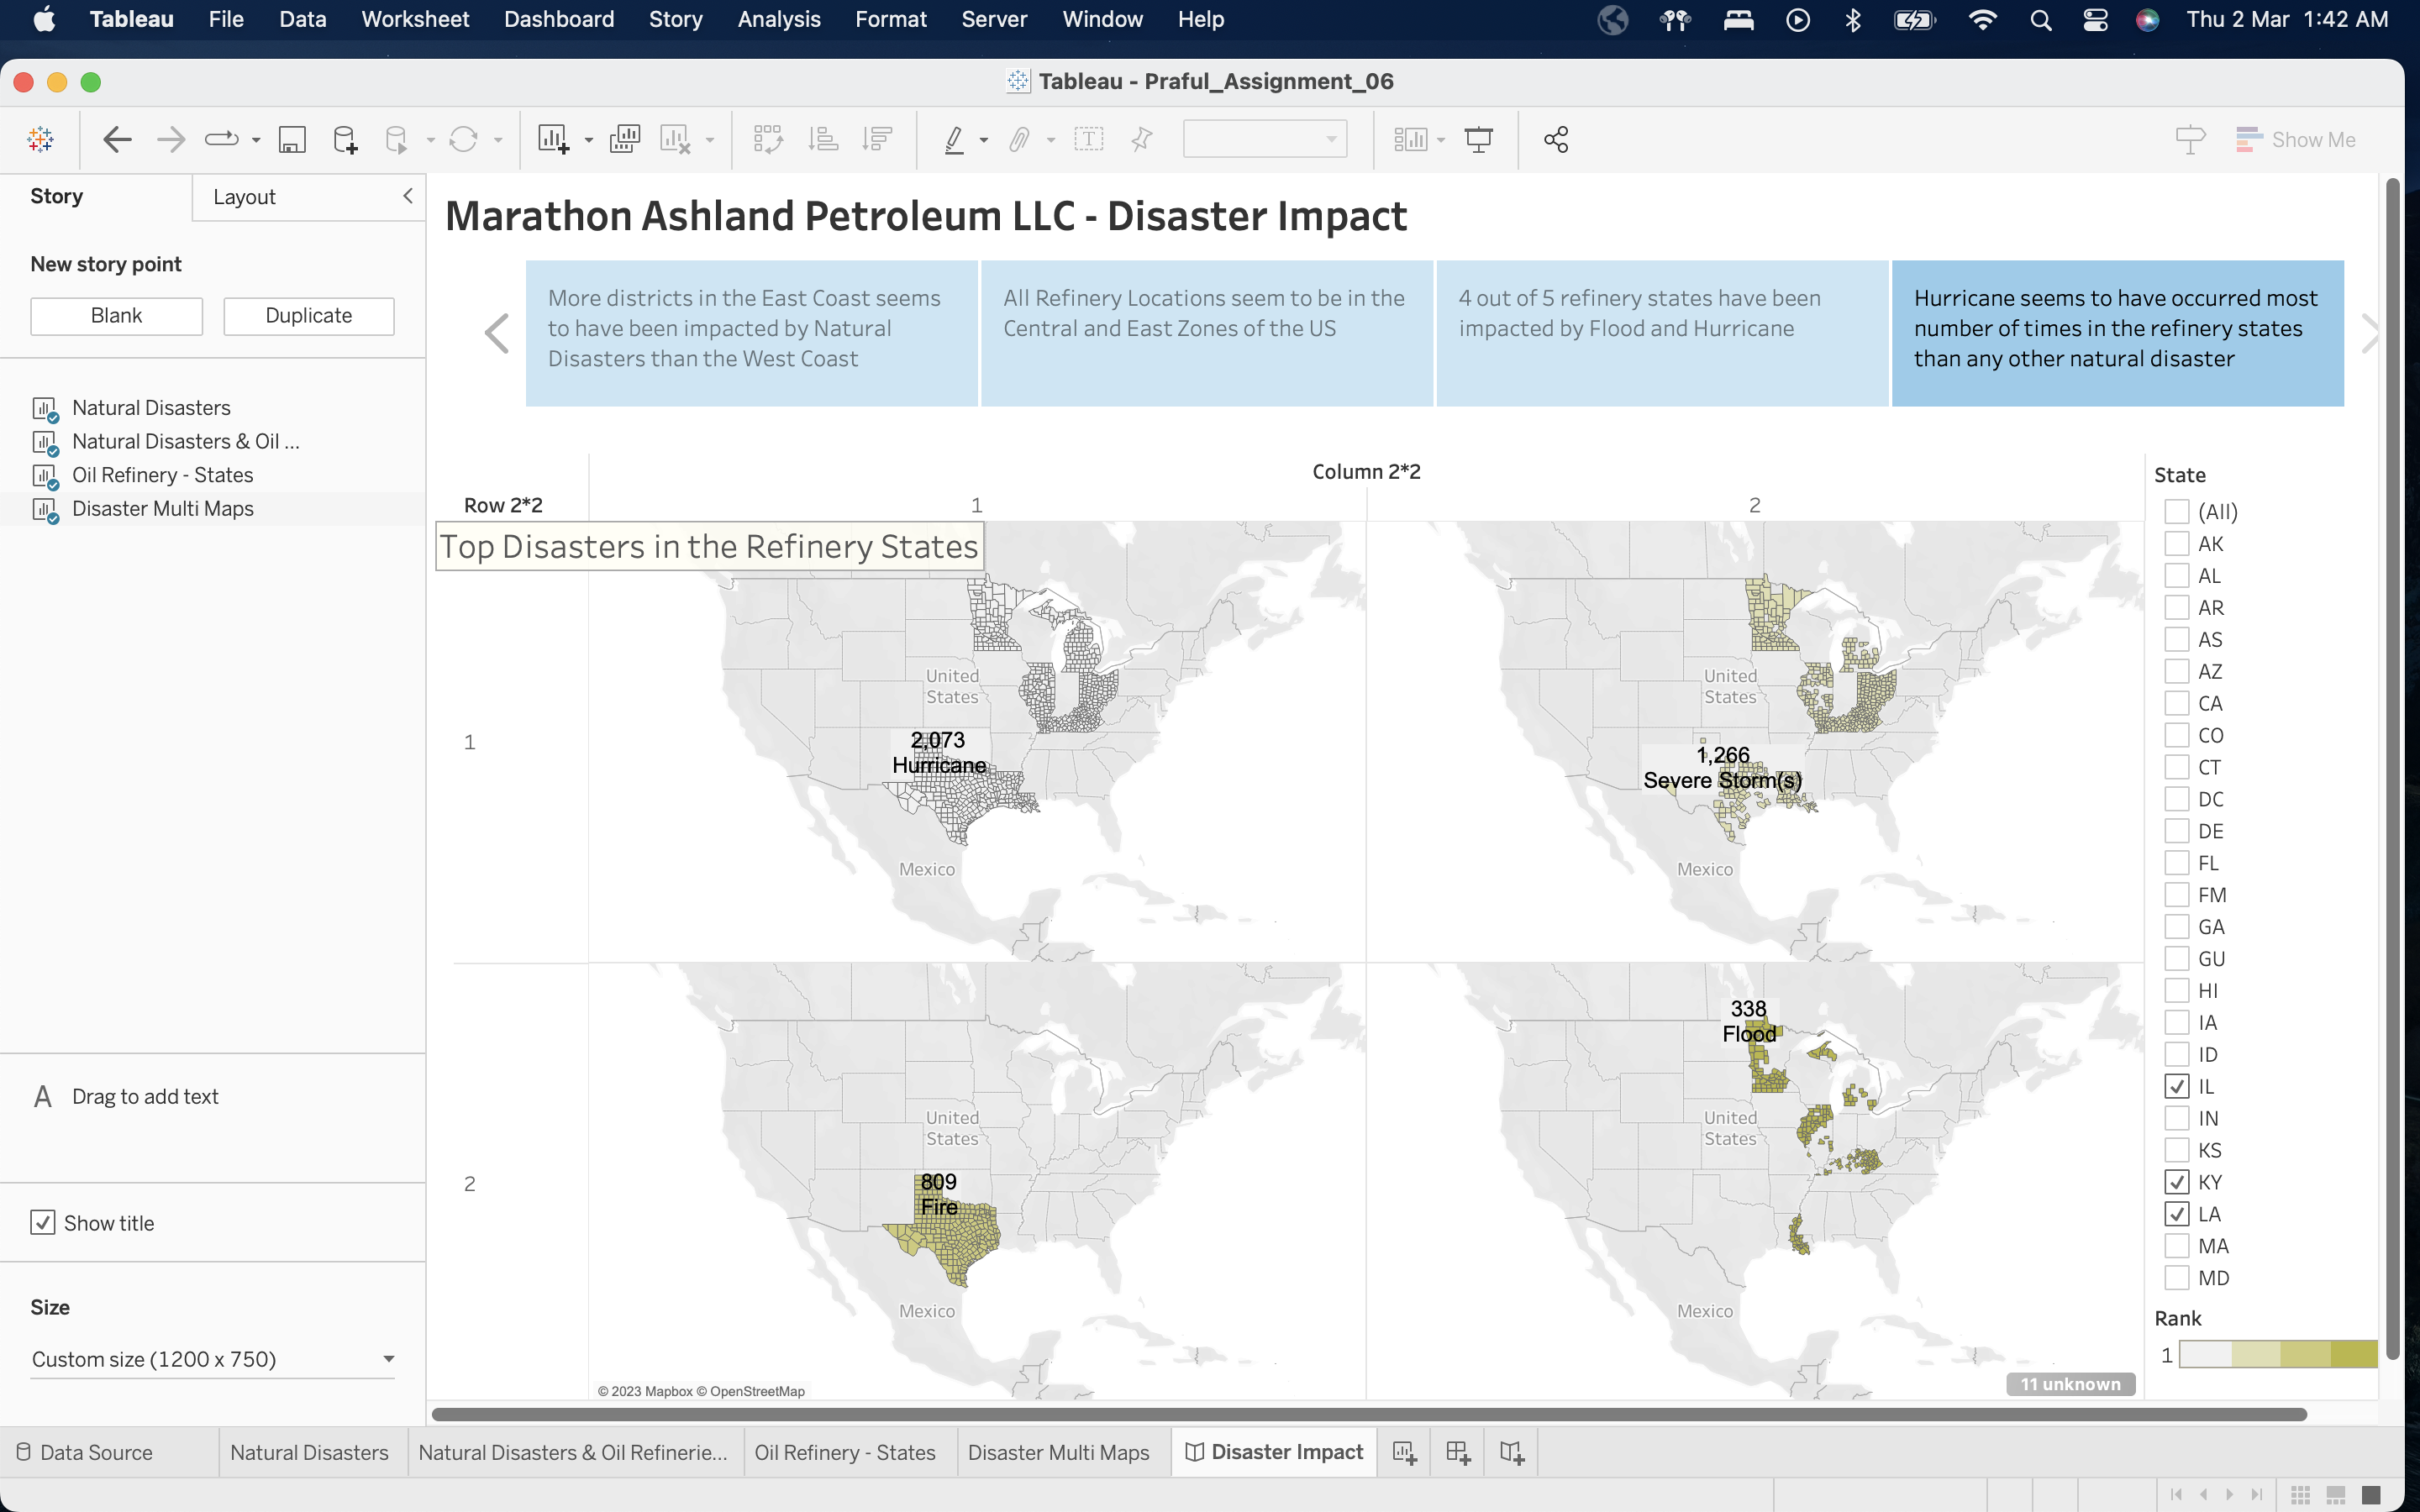 Tableau File Data Worksheet Dashboard Story Analysis Format Server Window Help Thu 2 Mar 1:42 AM
Tableau - Praful_Assignment_06
Show Me
Story
Layout
New story point
Blank
Duplicate
Natural Disasters
Natural Disasters & Oil ...
Oil Refinery - States
Disaster Multi Maps
A Drag to add text
Show title
Size
Custom size (1200 x 750)
Marathon Ashland Petroleum LLC - Disaster Impact
More districts in the East Coast seems
to have been impacted by Natural
Disasters than the West Coast
All Refinery Locations seem to be in the
Central and East Zones of the US
4 out of 5 refinery states have been
impacted by Flood and Hurricane
Hurricane seems to have occurred most
number of times in the refinery states
than any other natural disaster
Column 2*2
Row 2*2
1
2
Top Disasters in the Refinery States
1
United
States
2,073
Hurricane
Mexico
United
States
1,266
Severe Storm(s)
Mexico
2
United
States
809
Fire
Mexico
© 2023 Mapbox © OpenStreetMap
338
Flood
United
States
Mexico
11 unknown
State
(All)
AK
AL
AR
AS
AZ
CA
CO
CT
DC
DE
FL
FM
GA
GU
HI
IA
ID
IL
IN
KS
KY
LA
MA
MD
Rank
1
Data Source
Natural Disasters
Natural Disasters & Oil Refinerie...
Oil Refinery - States
Disaster Multi Maps
Disaster Impact